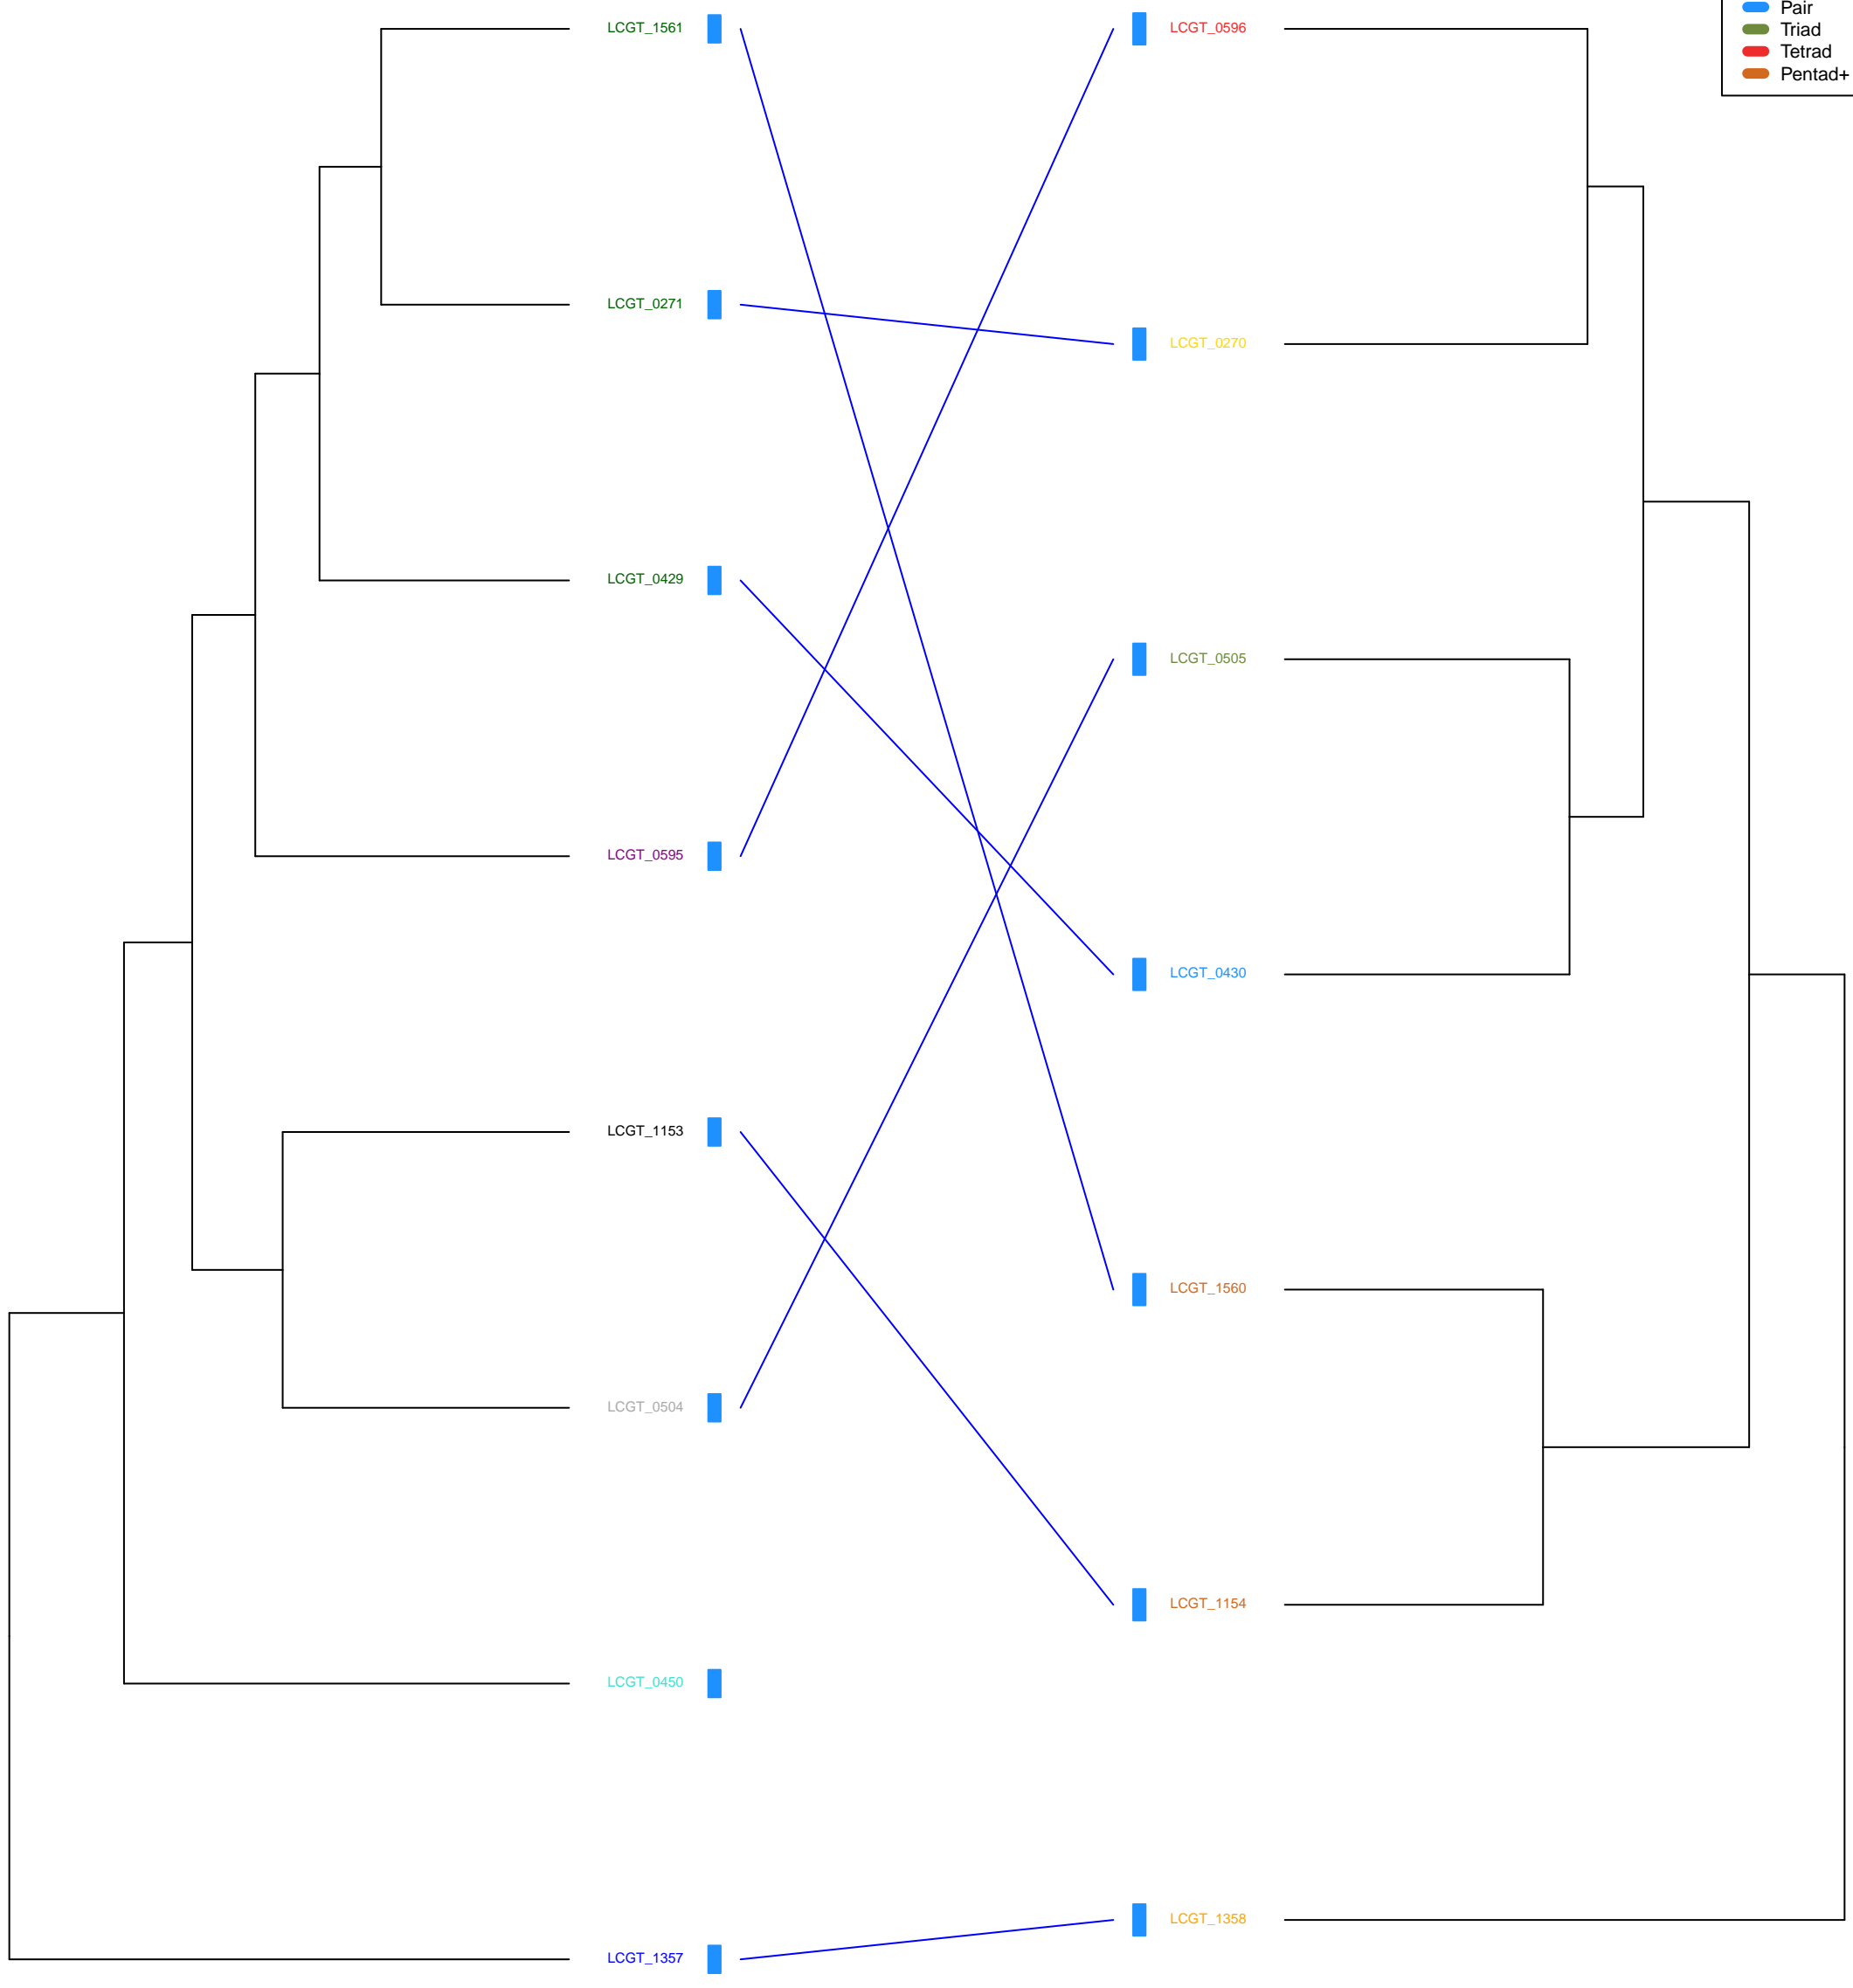 Pair
Triad
Tetrad
Pentad+
LCGT_1561
LCGT_0271
LCGT_0429
LCGT_0595
LCGT_1153
LCGT_0504
LCGT_0450
LCGT_1357
LCGT_0596
LCGT_0270
LCGT_0505
LCGT_0430
LCGT_1560
LCGT_1154
LCGT_1358